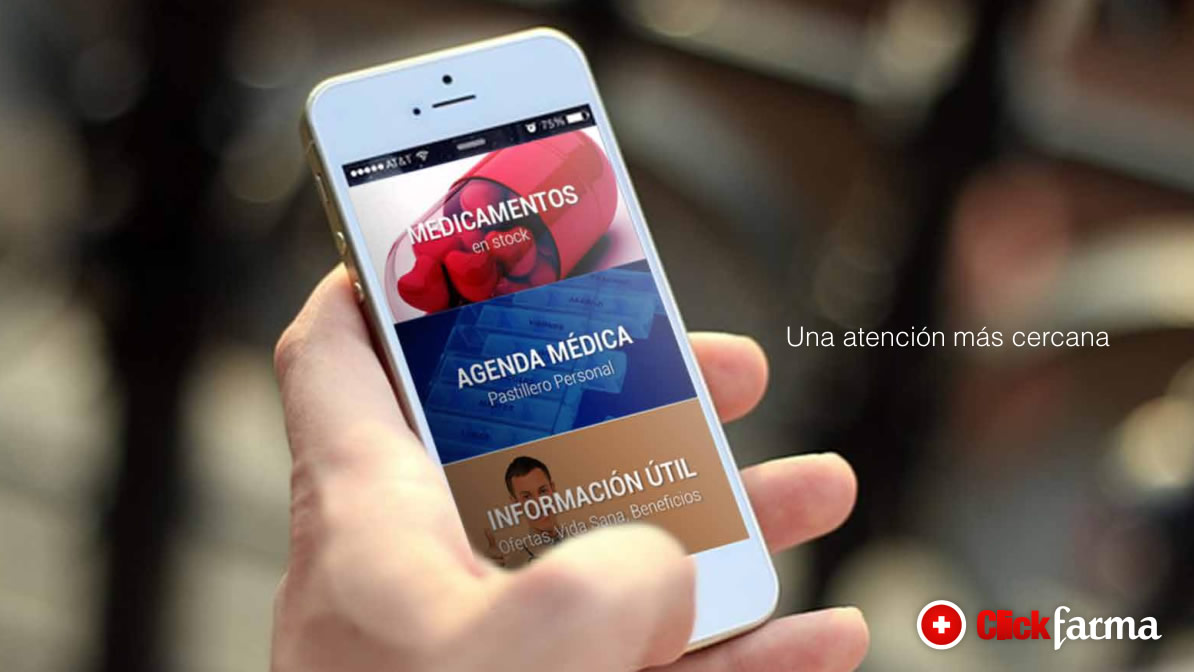 AT&T 75%
MEDICAMENTOS
en stock
AGENDA MÉDICA
Pastillero Personal
INFORMACIÓN ÚTIL
Ofertas, Vida Sana, Beneficios
Una atención más cercana
Clickfarma